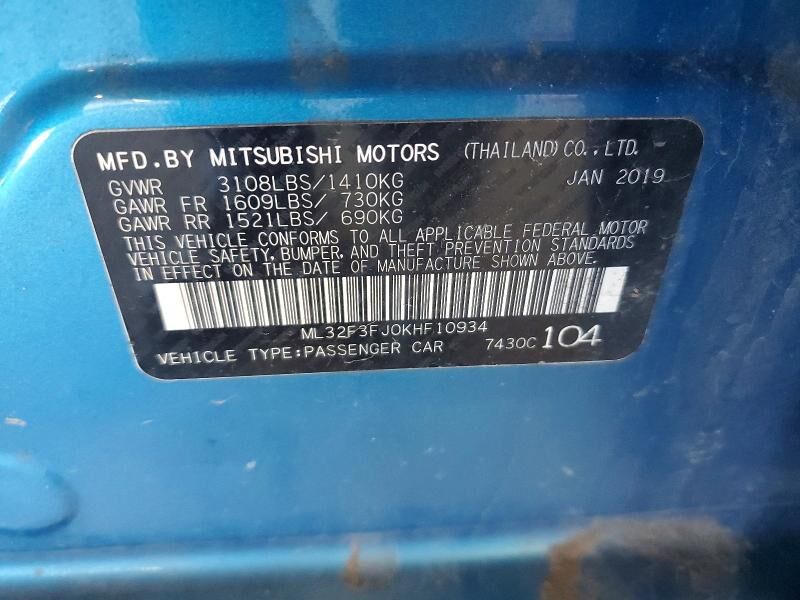 MFD.BY MITSUBISHI MOTORS (THAILAND) CO.,LTD.
GVWR 3108LBS/1410KG JAN 2019
GAWR FR 1609LBS/ 730KG
GAWR RR 1521LBS/ 690KG
THIS VEHICLE CONFORMS TO ALL APPLICABLE FEDERAL MOTOR
VEHICLE SAFETY, BUMPER, AND THEFT PREVENTION STANDARDS
IN EFFECT ON THE DATE OF MANUFACTURE SHOWN ABOVE.
ML32F3FJ0KHF10934
VEHICLE TYPE:PASSENGER CAR 7430C 104